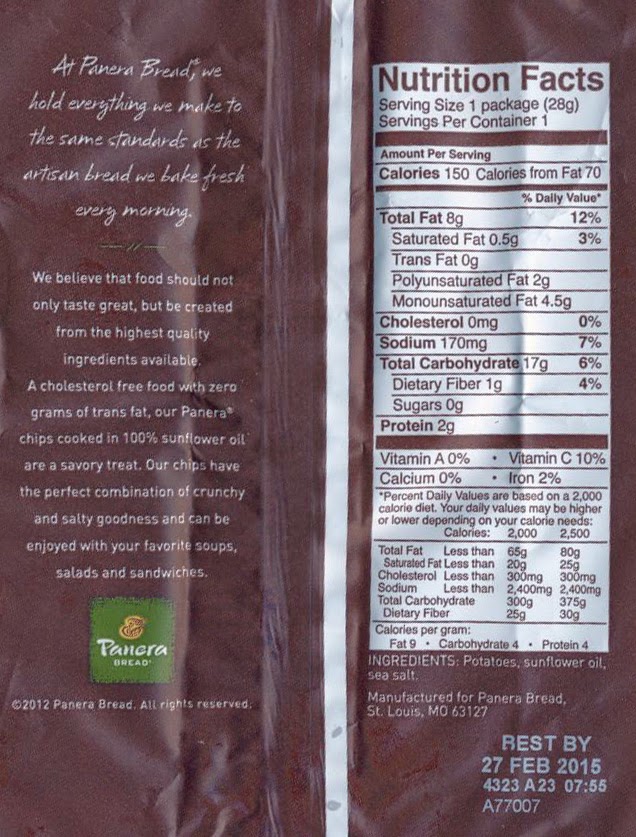 At Panera Bread®, we
hold everything we make to
the same standards as the
artisan bread we bake fresh
every morning.
We believe that food should not
only taste great, but be created
from the highest quality
ingredients available.
A cholesterol free food with zero
grams of trans fat, our Panera®
chips cooked in 100% sunflower oil
are a savory treat. Our chips have
the perfect combination of crunchy
and salty goodness and can be
enjoyed with your favorite soups,
salads and sandwiches.
Panera
BREAD®
©2012 Panera Bread. All rights reserved.
Nutrition Facts
Serving Size 1 package (28g)
Servings Per Container 1
Amount Per Serving
Calories 150 Calories from Fat 70
% Daily Value*
Total Fat 8g 12%
Saturated Fat 0.5g 3%
Trans Fat 0g
Polyunsaturated Fat 2g
Monounsaturated Fat 4.5g
Cholesterol 0mg 0%
Sodium 170mg 7%
Total Carbohydrate 17g 6%
Dietary Fiber 1g 4%
Sugars 0g
Protein 2g
Vitamin A 0% • Vitamin C 10%
Calcium 0% • Iron 2%
*Percent Daily Values are based on a 2,000
calorie diet. Your daily values may be higher
or lower depending on your calorie needs:
Calories: 2,000 2,500
Total Fat Less than 65g 80g
Saturated Fat Less than 20g 25g
Cholesterol Less than 300mg 300mg
Sodium Less than 2,400mg 2,400mg
Total Carbohydrate 300g 375g
Dietary Fiber 25g 30g
Calories per gram:
Fat 9 • Carbohydrate 4 • Protein 4
INGREDIENTS: Potatoes, sunflower oil,
sea salt.
Manufactured for Panera Bread,
St. Louis, MO 63127
REST BY
27 FEB 2015
4323 A23 07:55
A77007